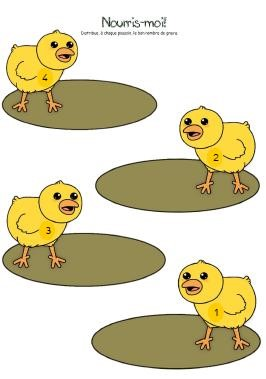 Nourris-moi!
Distribue, à chaque poussin, le bon nombre de grains.
4
2
3
1